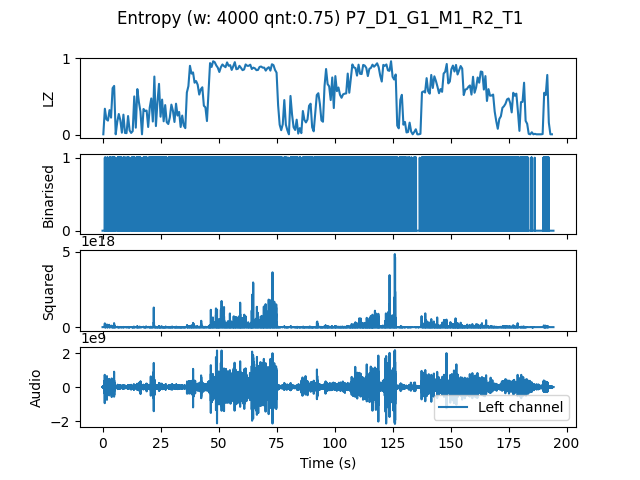 Entropy (w: 4000 qnt:0.75) P7_D1_G1_M1_R2_T1
1
LZ
0
1
Binarised
0
1e18
5
Squared
0
1e9
2
Audio
0
−2
Left channel
0 25 50 75 100 125 150 175 200
Time (s)